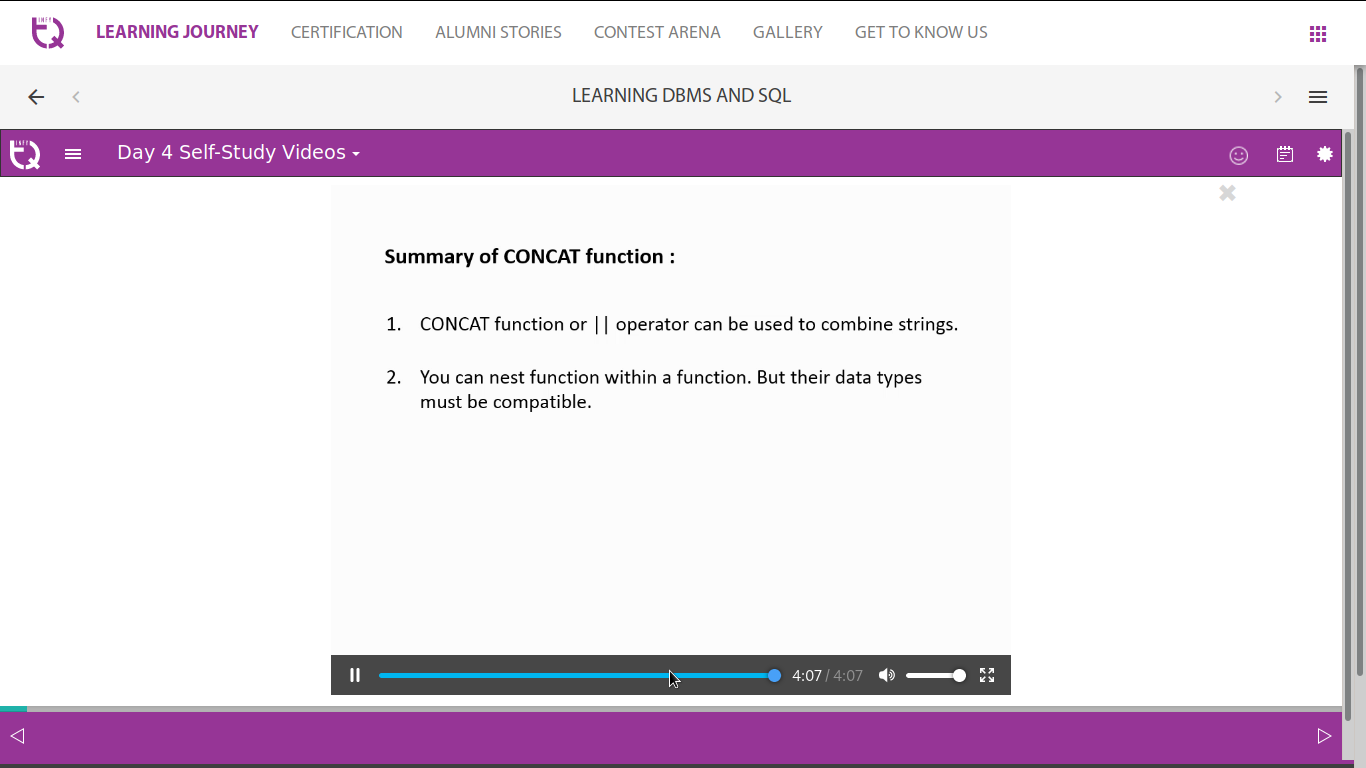 INFY
TQ
LEARNING JOURNEY CERTIFICATION ALUMNI STORIES CONTEST ARENA GALLERY GET TO KNOW US
LEARNING DBMS AND SQL
INFY
TQ
Day 4 Self-Study Videos
Summary of CONCAT function :
1. CONCAT function or || operator can be used to combine strings.
2. You can nest function within a function. But their data types
must be compatible.
4:07 / 4:07